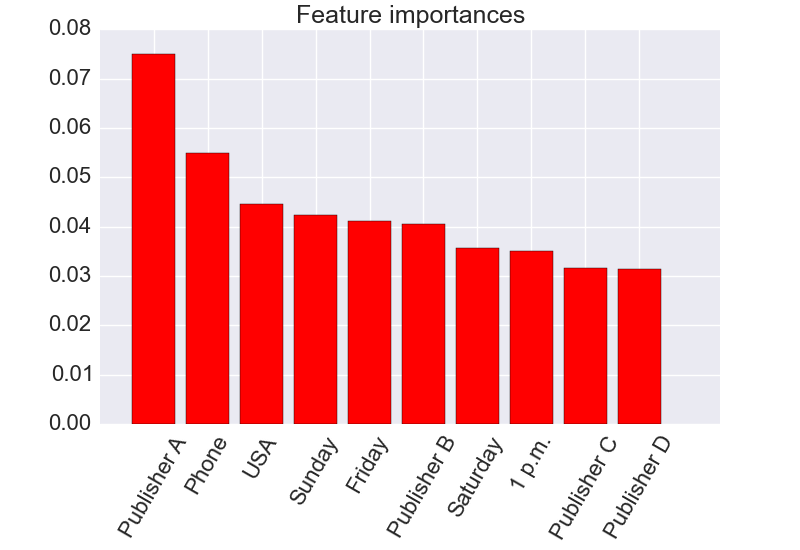 Feature importances
0.08
0.07
0.06
0.05
0.04
0.03
0.02
0.01
0.00
Publisher A
Phone
USA
Sunday
Friday
Publisher B
Saturday
1 p.m.
Publisher C
Publisher D